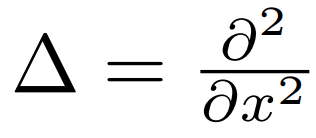 Δ = ∂²/∂x²